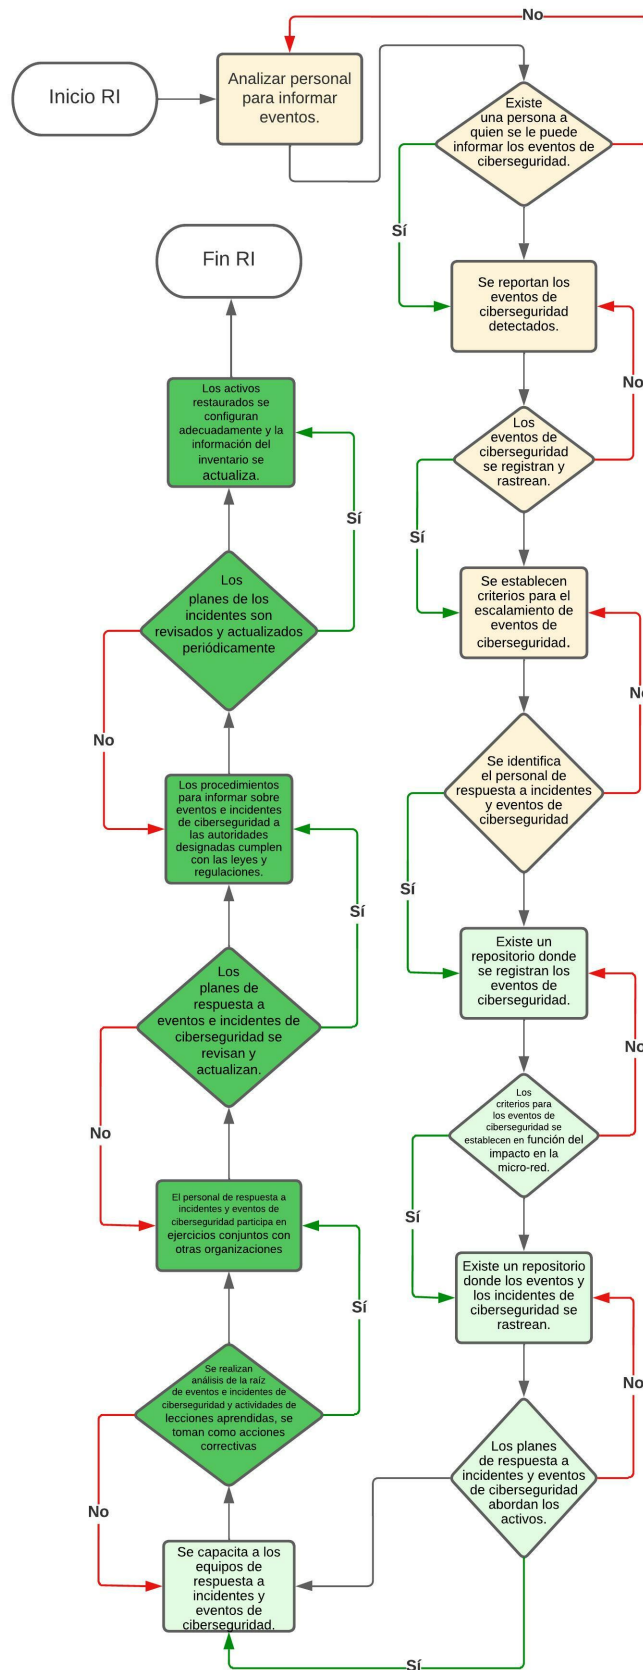 No
Inicio RI
Analizar personal
para informar
eventos.
Existe
una persona a
quien se le puede
informar los eventos de
ciberseguridad.
Sí
Se reportan los
eventos de
ciberseguridad
detectados.
No
Los
eventos de
ciberseguridad
se registran y
rastrean.
Sí
Se establecen
criterios para el
escalamiento de
eventos de
ciberseguridad.
No
Se identifica
el personal de
respuesta a incidentes
y eventos de
ciberseguridad
Sí
Existe un
repositorio donde
se registran los
eventos de
ciberseguridad.
No
Los
criterios para
los eventos de
ciberseguridad se
establecen en función del
impacto en la
micro-red.
Sí
Existe un repositorio
donde los eventos y
los incidentes de
ciberseguridad se
rastrean.
No
Los planes
de respuesta a
incidentes y eventos
de ciberseguridad
abordan los
activos.
Sí
Se capacita a los
equipos de
respuesta a
incidentes y
eventos de
ciberseguridad.
No
Se realizan
análisis de la raíz
de eventos e incidentes de
ciberseguridad y actividades de
lecciones aprendidas, se
toman como acciones
correctivas
Sí
El personal de respuesta a
incidentes y eventos de
ciberseguridad participa en
ejercicios conjuntos con
otras organizaciones
No
Los
planes de
respuesta a
eventos e incidentes de
ciberseguridad se
revisan y
actualizan.
Sí
Los procedimientos
para informar sobre
eventos e incidentes
de ciberseguridad a
las autoridades
designadas cumplen
con las leyes y
regulaciones.
No
Los
planes de los
incidentes son
revisados y actualizados
periódicamente
Sí
Los activos
restaurados se
configuran
adecuadamente y la
información del
inventario se
actualiza.
Fin RI